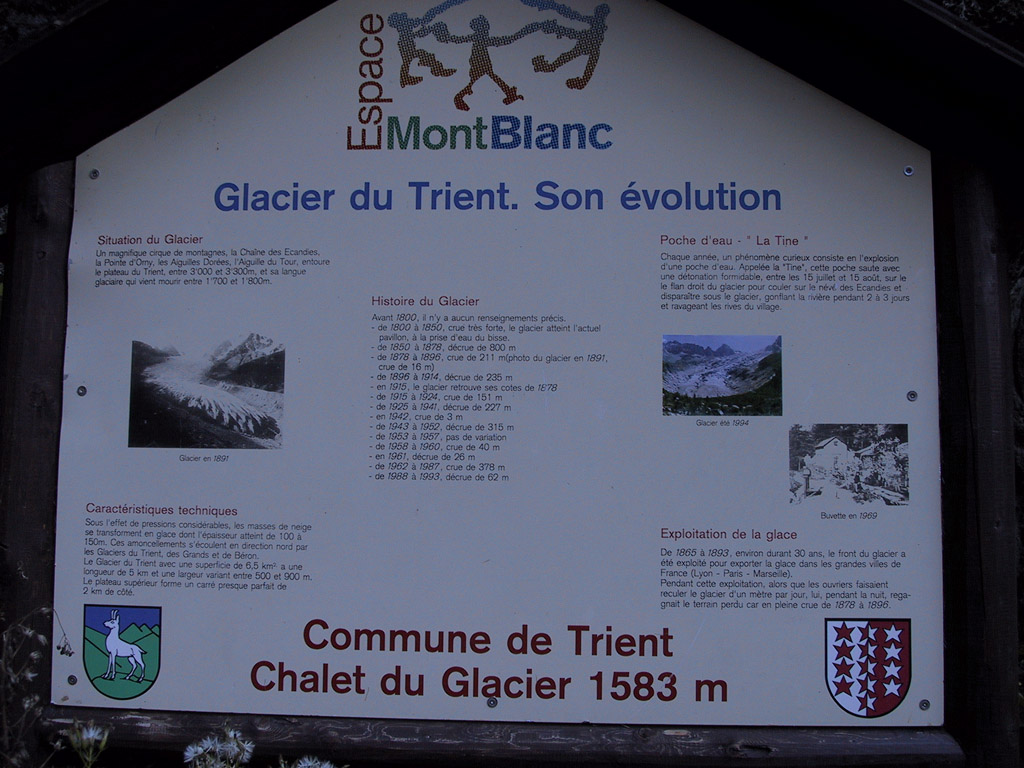 Espace
MontBlanc
Glacier du Trient. Son évolution
Situation du Glacier
Un magnifique cirque de montagnes, la Chaîne des Ecandies,
la Pointe d'Orny, les Aiguilles Dorées, l'Aiguille du Tour, entoure
le plateau du Trient, entre 3'000 et 3'300m, et sa langue
glaciaire qui vient mourir entre 1'700 et 1'800m.
Glacier en 1891
Caractéristiques techniques
Sous l'effet de pressions considérables, les masses de neige
se transforment en glace dont l'épaisseur atteint de 100 à
150m. Ces amoncellements s'écoulent en direction nord par
les Glaciers du Trient, des Grands et de Béron.
Le Glacier du Trient avec une superficie de 6,5 km² a une
longueur de 5 km et une largeur variant entre 500 et 900 m.
Le plateau supérieur forme un carré presque parfait de
2 km de côté.
Histoire du Glacier
Avant 1800, il n'y a aucun renseignements précis.
- de 1800 à 1850, crue très forte, le glacier atteint l'actuel
pavillon, à la prise d'eau du bisse.
- de 1850 à 1878, décrue de 800 m
- de 1878 à 1896, crue de 211 m(photo du glacier en 1891,
crue de 16 m)
- de 1896 à 1914, décrue de 235 m
- en 1915, le glacier retrouve ses cotes de 1878
- de 1915 à 1924, crue de 151 m
- de 1925 à 1941, décrue de 227 m
- en 1942, crue de 3 m
- de 1943 à 1952, décrue de 315 m
- de 1953 à 1957, pas de variation
- de 1958 à 1960, crue de 40 m
- en 1961, décrue de 26 m
- de 1962 à 1987, crue de 378 m
- de 1988 à 1993, décrue de 62 m
Poche d'eau - " La Tine "
Chaque année, un phénomène curieux consiste en l'explosion
d'une poche d'eau. Appelée la "Tine", cette poche saute avec
une détonation formidable, entre les 15 juillet et 15 août, sur le
le flan droit du glacier pour couler sur le névé des Ecandies et
disparaître sous le glacier, gonflant la rivière pendant 2 à 3 jours
et ravageant les rives du village.
Glacier été 1994
Buvette en 1969
Exploitation de la glace
De 1865 à 1893, environ durant 30 ans, le front du glacier a
été exploité pour exporter la glace dans les grandes villes de
France (Lyon - Paris - Marseille).
Pendant cette exploitation, alors que les ouvriers faisaient
reculer le glacier d'un mètre par jour, lui, pendant la nuit, rega-
gnait le terrain perdu car en pleine crue de 1878 à 1896.
Commune de Trient
Chalet du Glacier 1583 m